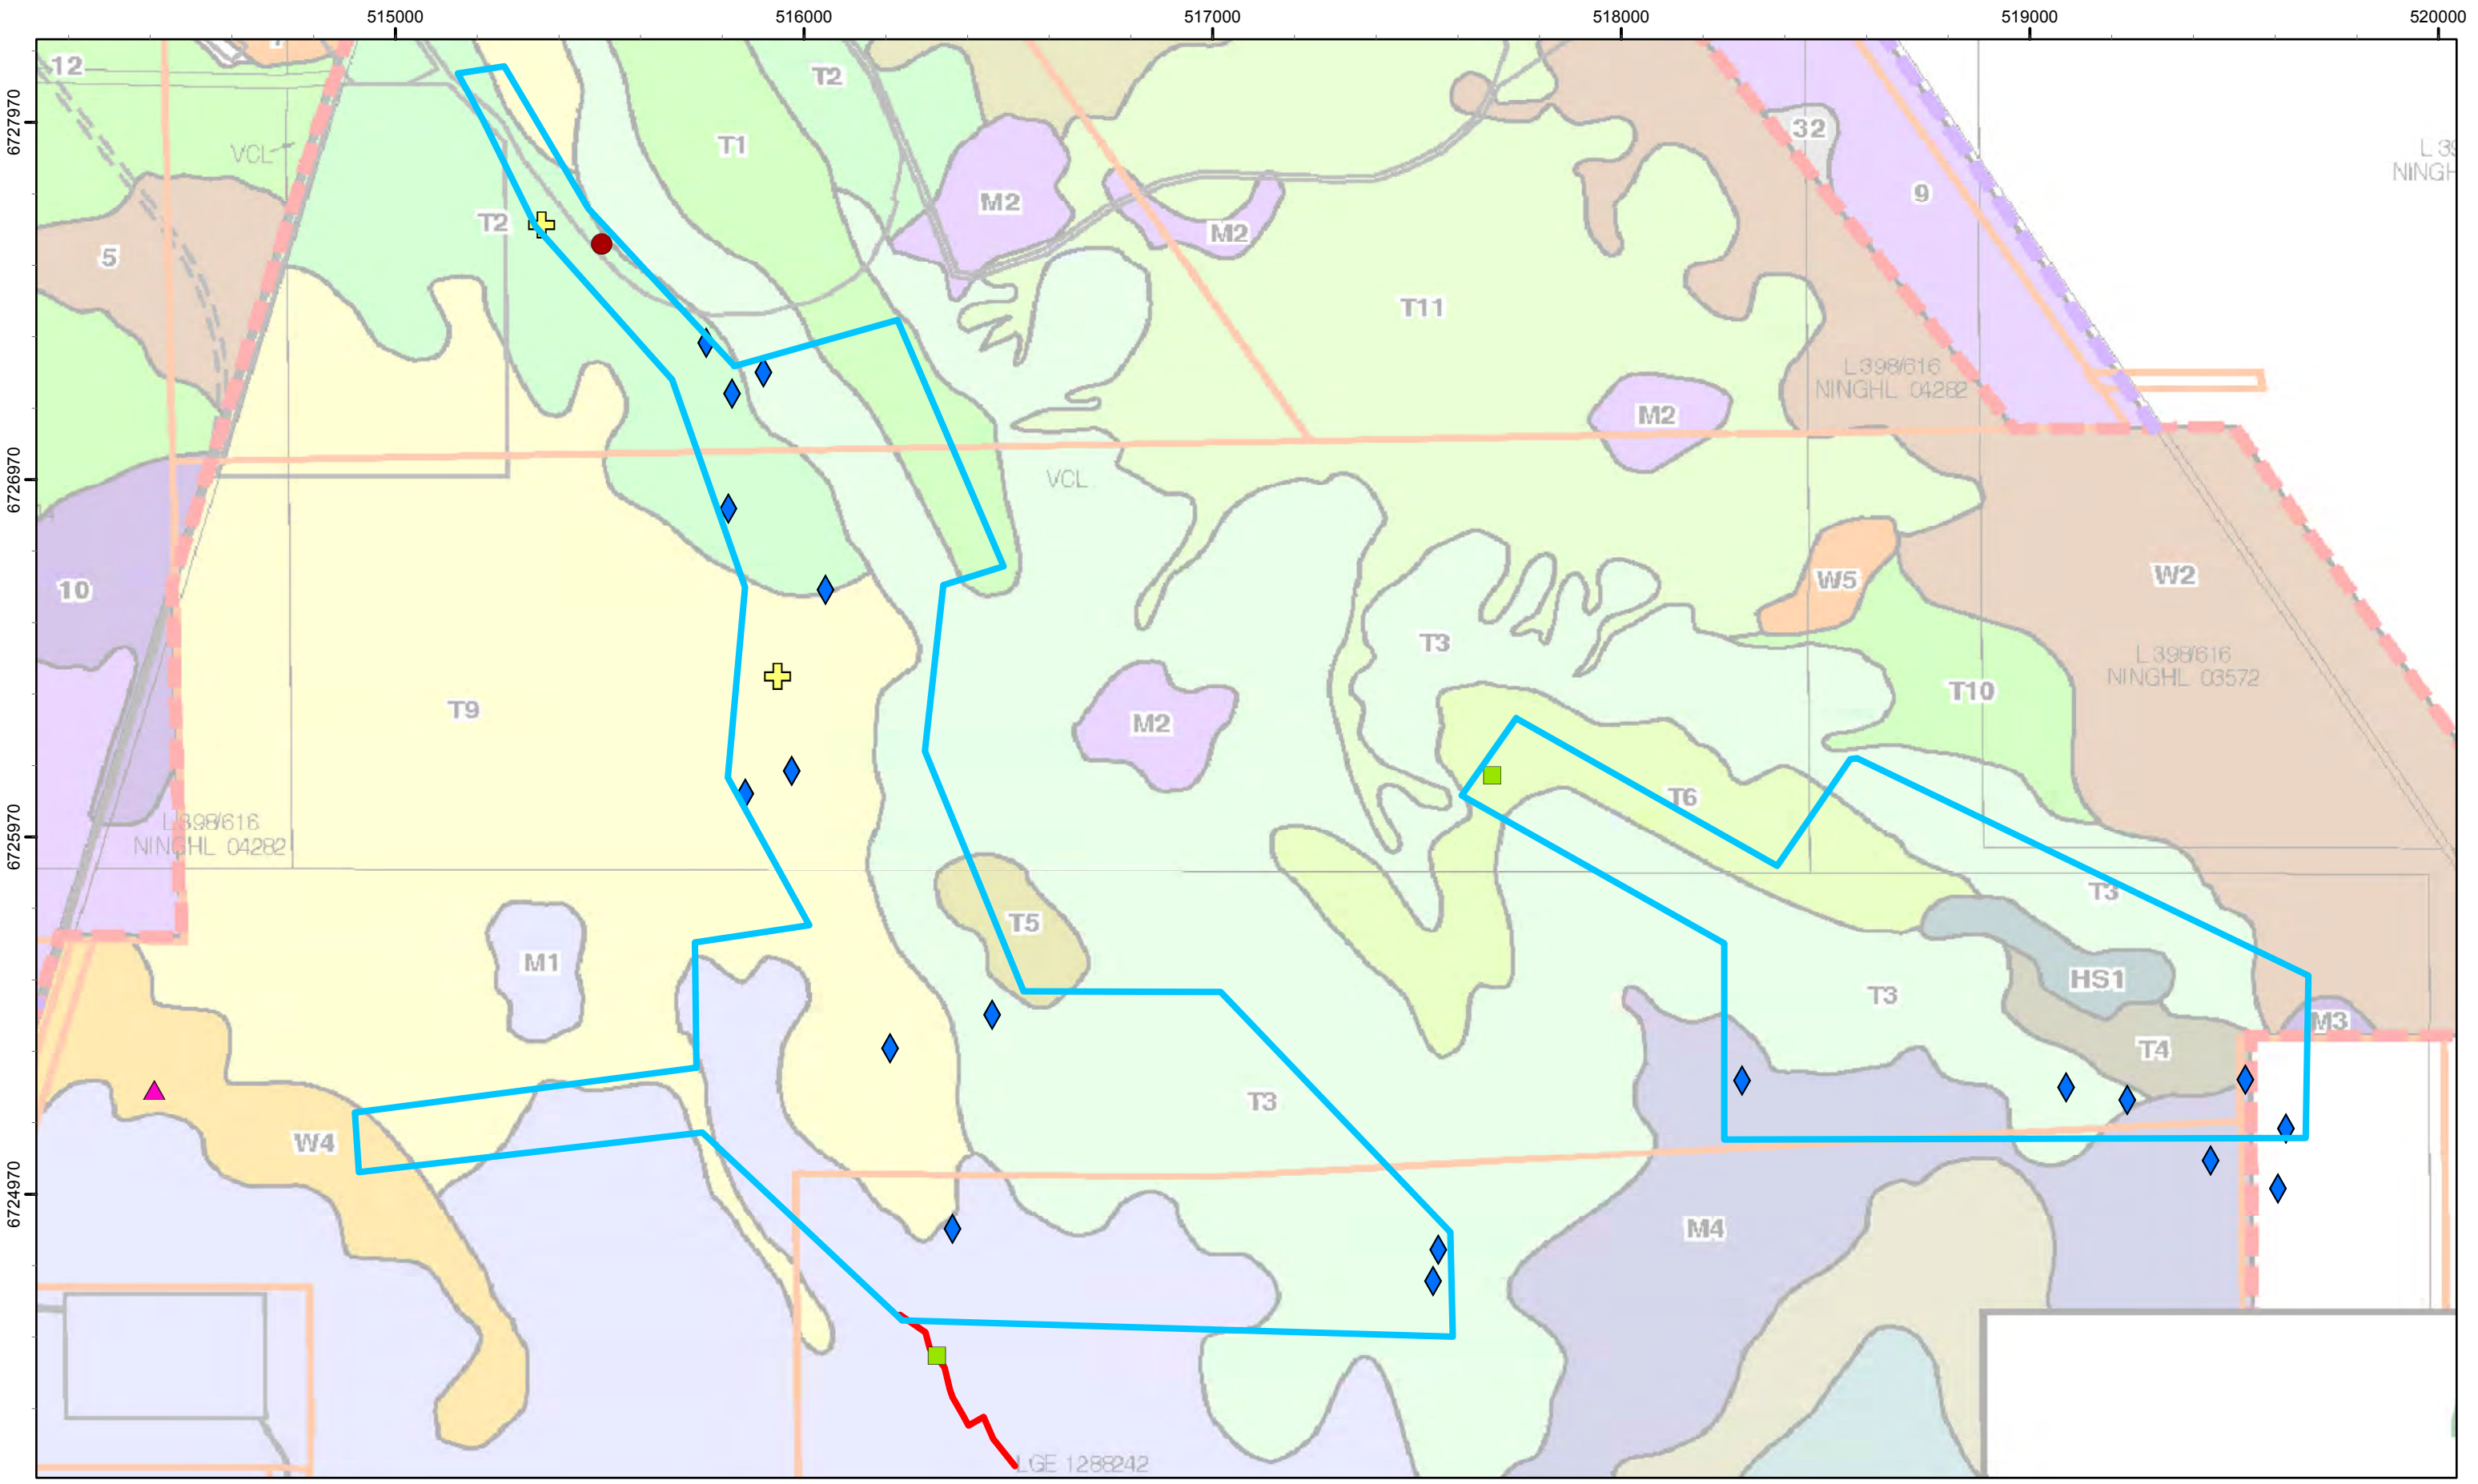 515000
516000
517000
518000
519000
520000
6727970
6726970
6725970
6724970
12
VCL
T2
T1
T2
M2
M2
32
9
L 39
NINGH
5
T11
L 398/616
NINGHL 04282
M2
VCL
10
W5
W2
T3
L 398/616
NINGHL 03572
T10
T9
M2
T6
L 398/616
NINGHL 04282
T5
T3
M1
HS1
T3
M3
T4
T3
W4
M4
LGE 1288242